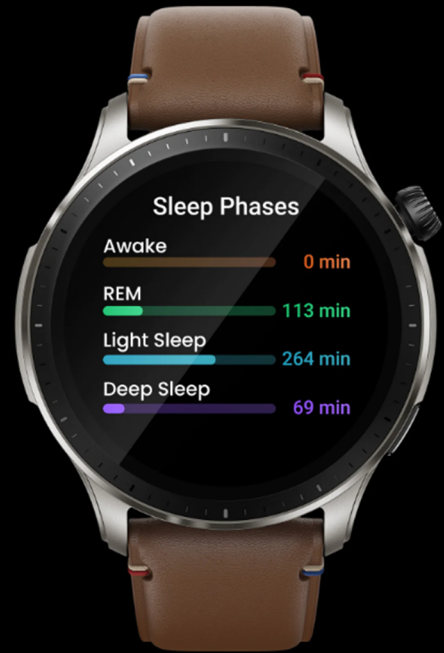 Sleep Phases
Awake
0 min
REM
113 min
Light Sleep
264 min
Deep Sleep
69 min